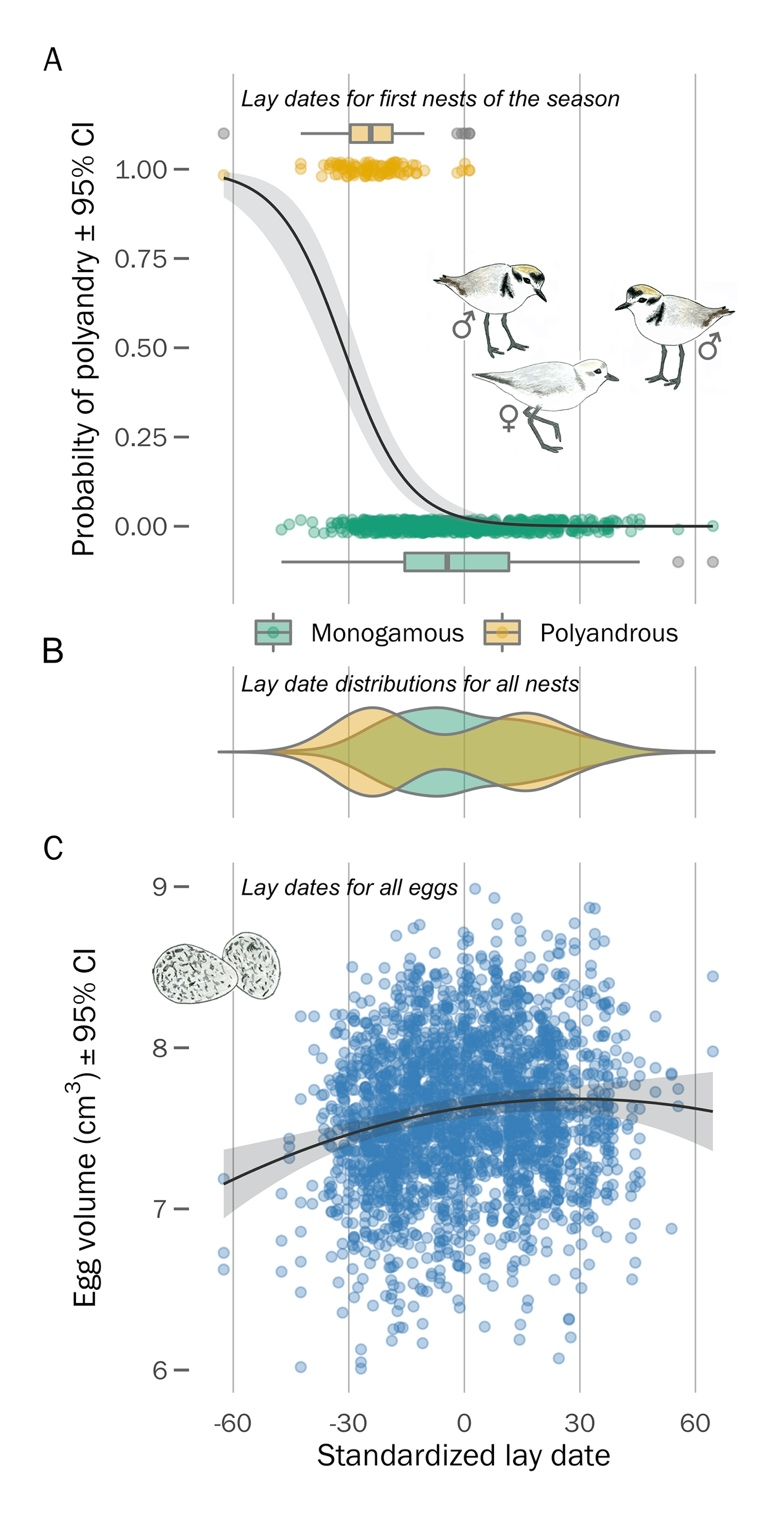 A
Lay dates for first nests of the season
Probabilty of polyandry ± 95% CI
1.00
0.75
0.50
0.25
0.00
♂
♂
♀
Monogamous
Polyandrous
B
Lay date distributions for all nests
C
Lay dates for all eggs
Egg volume (cm³) ± 95% CI
9
8
7
6
-60 -30 0 30 60
Standardized lay date